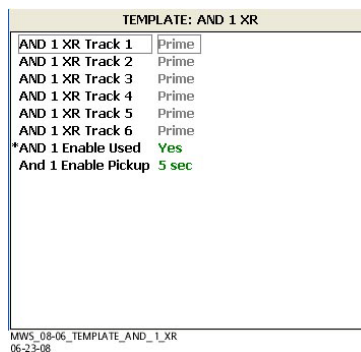 TEMPLATE: AND 1 XR
AND 1 XR Track 1 Prime
AND 1 XR Track 2 Prime
AND 1 XR Track 3 Prime
AND 1 XR Track 4 Prime
AND 1 XR Track 5 Prime
AND 1 XR Track 6 Prime
*AND 1 Enable Used Yes
And 1 Enable Pickup 5 sec
MWS_08-06_TEMPLATE_AND_1_XR
06-23-08